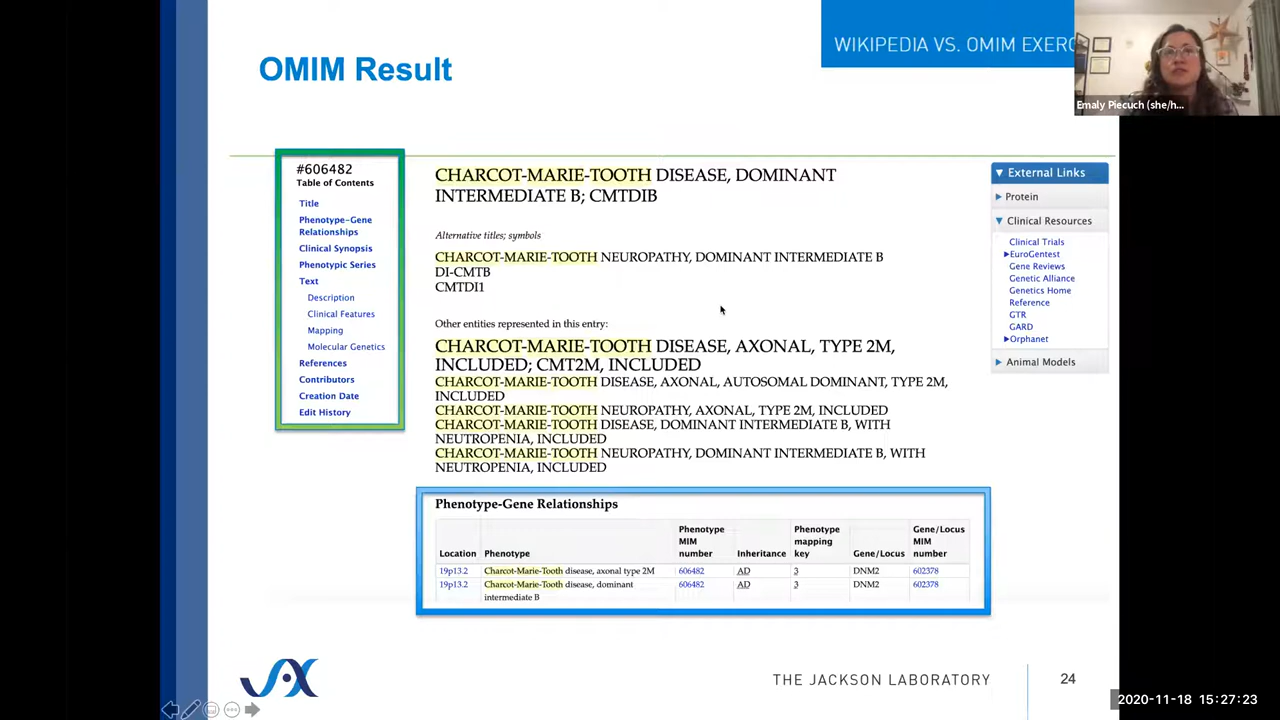 WIKIPEDIA VS. OMIM EXERC
OMIM Result
Emaly Piecuch (she/h...
#606482
Table of Contents
Title
Phenotype-Gene
Relationships
Clinical Synopsis
Phenotypic Series
Text
Description
Clinical Features
Mapping
Molecular Genetics
References
Contributors
Creation Date
Edit History
CHARCOT-MARIE-TOOTH DISEASE, DOMINANT
INTERMEDIATE B; CMTDIB
Alternative titles; symbols
CHARCOT-MARIE-TOOTH NEUROPATHY, DOMINANT INTERMEDIATE B
DI-CMTB
CMTDI1
Other entities represented in this entry:
CHARCOT-MARIE-TOOTH DISEASE, AXONAL, TYPE 2M,
INCLUDED; CMT2M, INCLUDED
CHARCOT-MARIE-TOOTH DISEASE, AXONAL, AUTOSOMAL DOMINANT, TYPE 2M,
INCLUDED
CHARCOT-MARIE-TOOTH NEUROPATHY, AXONAL, TYPE 2M, INCLUDED
CHARCOT-MARIE-TOOTH DISEASE, DOMINANT INTERMEDIATE B, WITH
NEUTROPENIA, INCLUDED
CHARCOT-MARIE-TOOTH NEUROPATHY, DOMINANT INTERMEDIATE B, WITH
NEUTROPENIA, INCLUDED
External Links
Protein
Clinical Resources
Clinical Trials
EuroGentest
Gene Reviews
Genetic Alliance
Genetics Home
Reference
GTR
GARD
Orphanet
Animal Models
Phenotype-Gene Relationships
Location Phenotype Phenotype MIM number Inheritance Phenotype mapping key Gene/Locus Gene/Locus MIM number
19p13.2 Charcot-Marie-Tooth disease, axonal type 2M 606482 AD 3 DNM2 602378
19p13.2 Charcot-Marie-Tooth disease, dominant intermediate B 606482 AD 3 DNM2 602378
THE JACKSON LABORATORY
24
2020-11-18 15:27:23